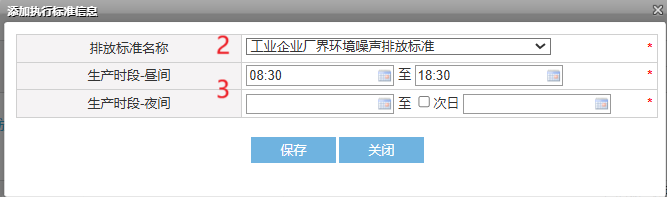 添加执行标准信息
排放标准名称 2 工业企业厂界环境噪声排放标准 *
生产时段-昼间 08:30 至 18:30 *
3
生产时段-夜间 至 次日 *
保存 关闭